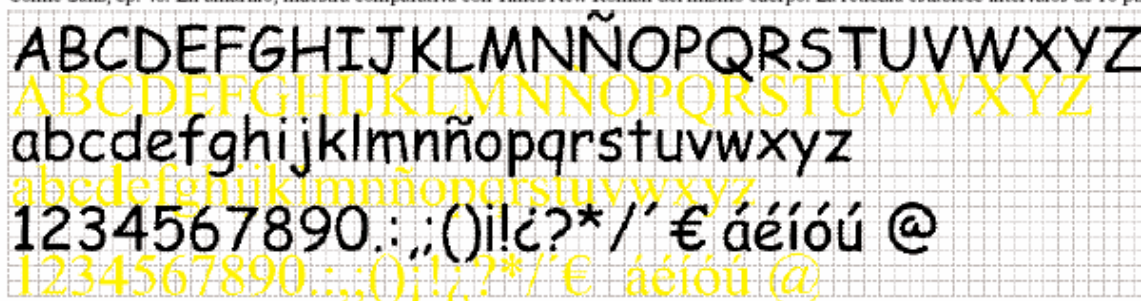 ABCDEFGHIJKLMNÑOPQRSTUVWXYZ
ABCDEFGHIJKLMNÑOPQRSTUVWXYZ
abcdefghijklmnñopqrstuvwxyz
abcdefghijklmnñopqrstuvwxyz
1234567890.:,;()¡!¿?*/´ € áéíóú @
1234567890.:,;()¡!¿?*/´ € áéíóú @